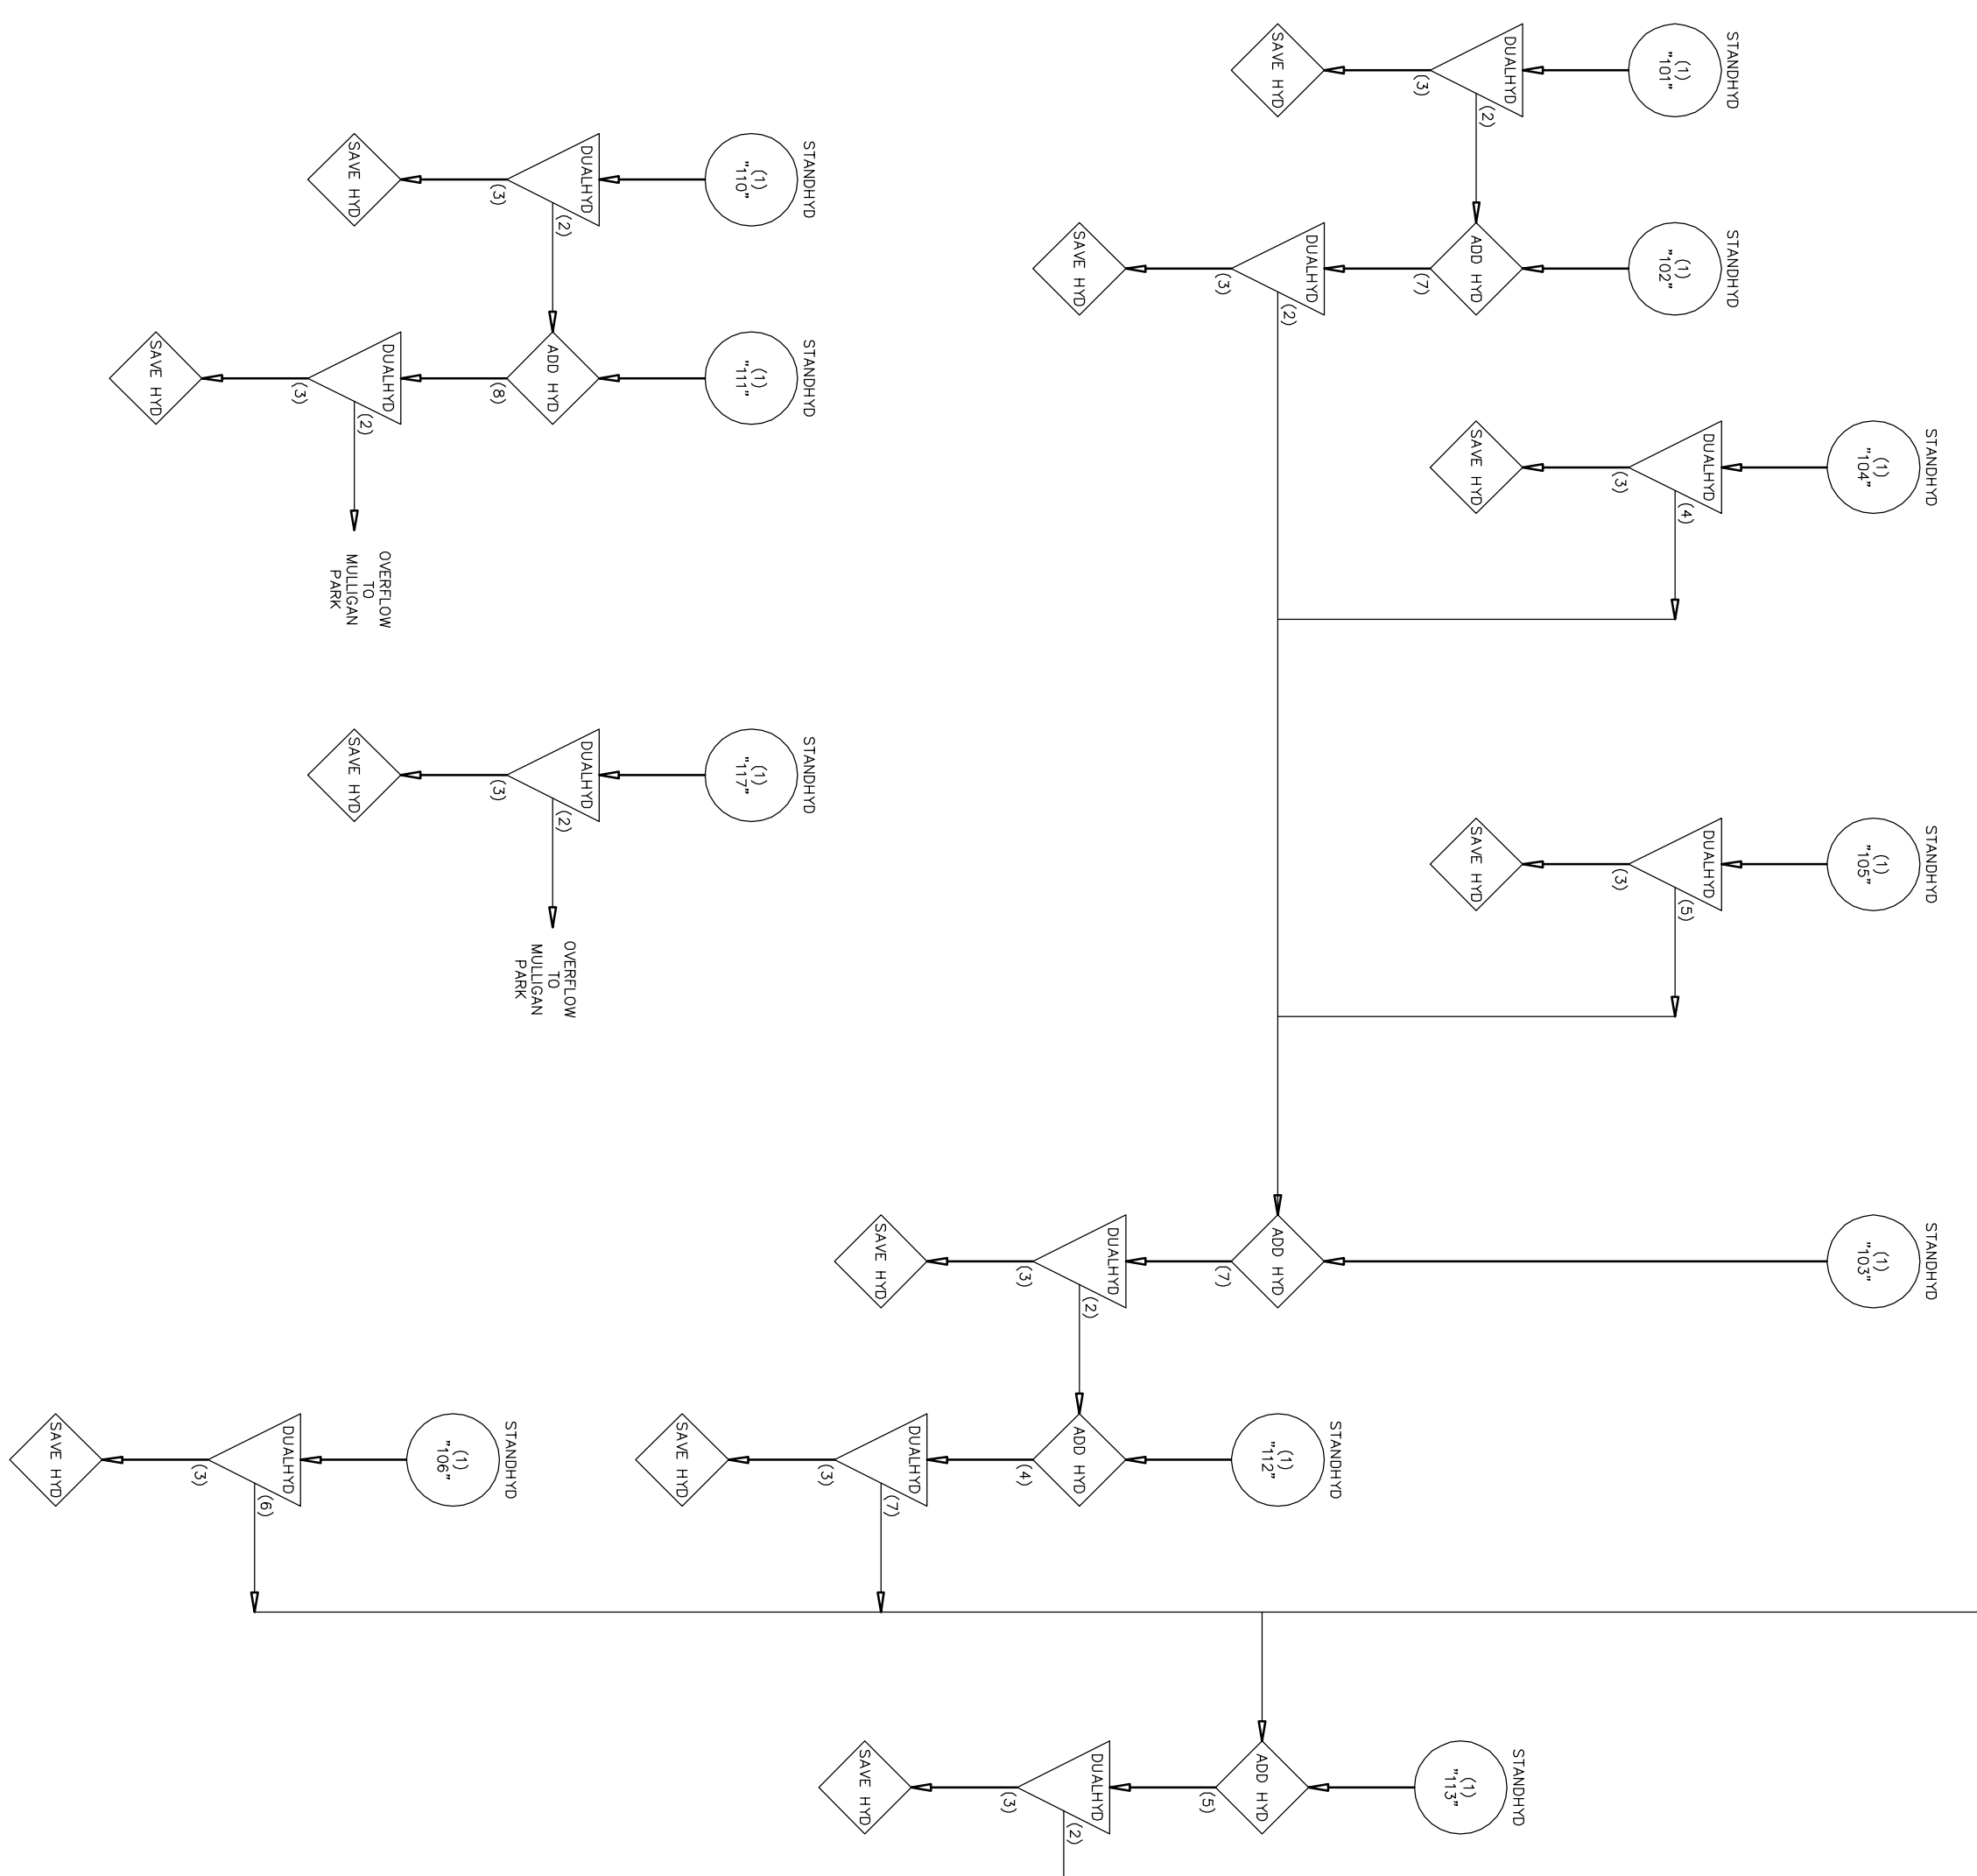 STANDHYD
(1)
"101"
DUALHYD
(3)
(2)
SAVE HYD
STANDHYD
(1)
"102"
ADD HYD
(7)
DUALHYD
(3)
(2)
SAVE HYD
STANDHYD
(1)
"104"
DUALHYD
(3)
(4)
SAVE HYD
STANDHYD
(1)
"105"
DUALHYD
(3)
(5)
SAVE HYD
STANDHYD
(1)
"103"
ADD HYD
(7)
DUALHYD
(3)
(2)
SAVE HYD
STANDHYD
(1)
"112"
ADD HYD
(4)
DUALHYD
(3)
(7)
SAVE HYD
STANDHYD
(1)
"113"
ADD HYD
(5)
DUALHYD
(3)
(2)
SAVE HYD
STANDHYD
(1)
"110"
DUALHYD
(3)
(2)
SAVE HYD
STANDHYD
(1)
"111"
ADD HYD
(8)
DUALHYD
(3)
(2)
SAVE HYD
OVERFLOW
TO
MULLIGAN
PARK
STANDHYD
(1)
"117"
DUALHYD
(3)
(2)
SAVE HYD
OVERFLOW
TO
MULLIGAN
PARK
STANDHYD
(1)
"106"
DUALHYD
(3)
(6)
SAVE HYD